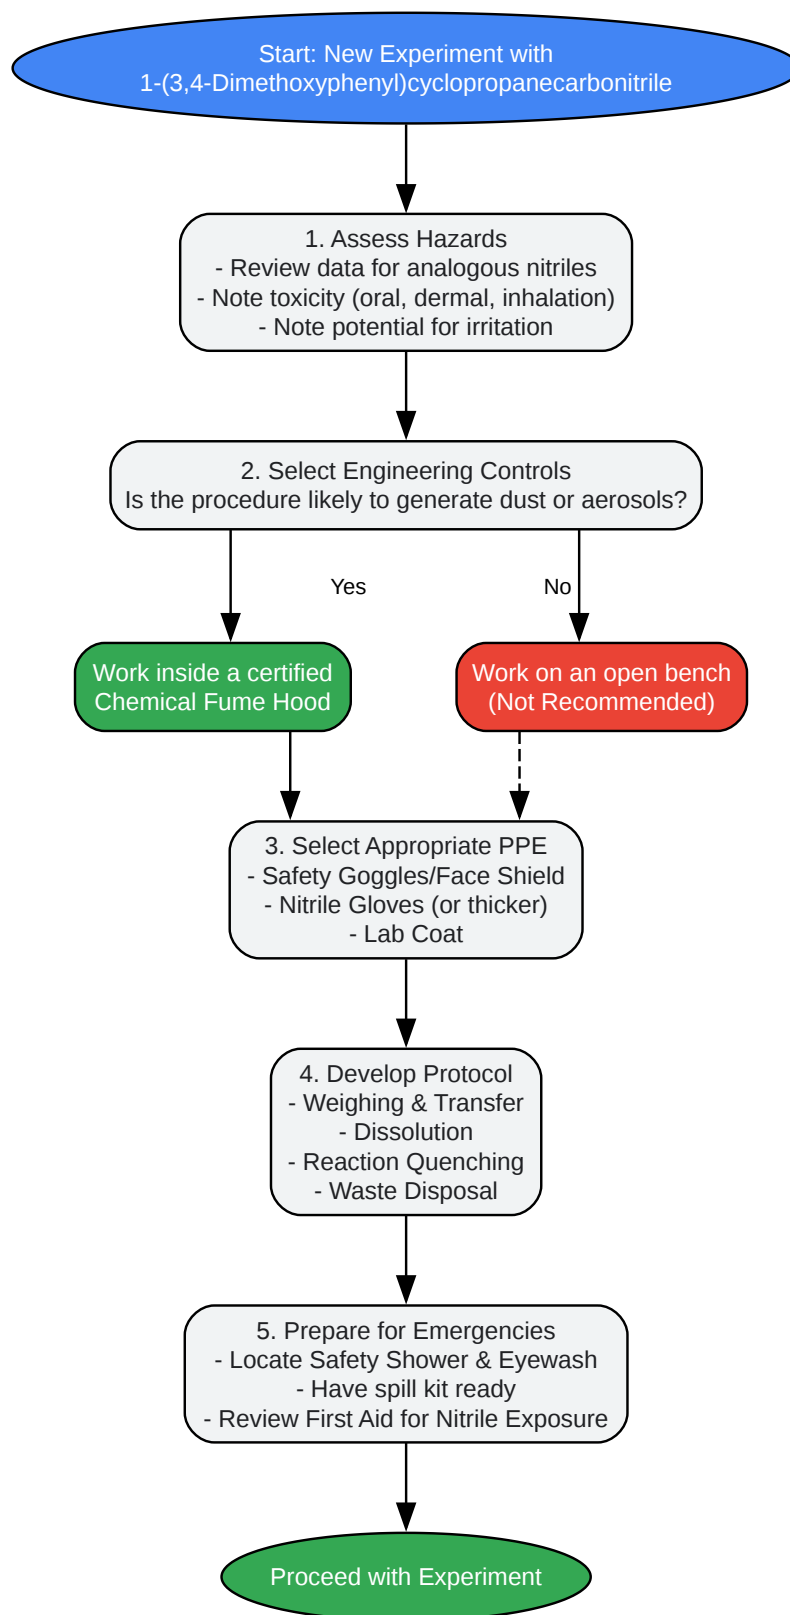 Start: New Experiment with
1-(3,4-Dimethoxyphenyl)cyclopropanecarbonitrile
1. Assess Hazards
- Review data for analogous nitriles
- Note toxicity (oral, dermal, inhalation)
- Note potential for irritation
2. Select Engineering Controls
Is the procedure likely to generate dust or aerosols?
Yes
No
Work inside a certified
Chemical Fume Hood
Work on an open bench
(Not Recommended)
3. Select Appropriate PPE
- Safety Goggles/Face Shield
- Nitrile Gloves (or thicker)
- Lab Coat
4. Develop Protocol
- Weighing & Transfer
- Dissolution
- Reaction Quenching
- Waste Disposal
5. Prepare for Emergencies
- Locate Safety Shower & Eyewash
- Have spill kit ready
- Review First Aid for Nitrile Exposure
Proceed with Experiment